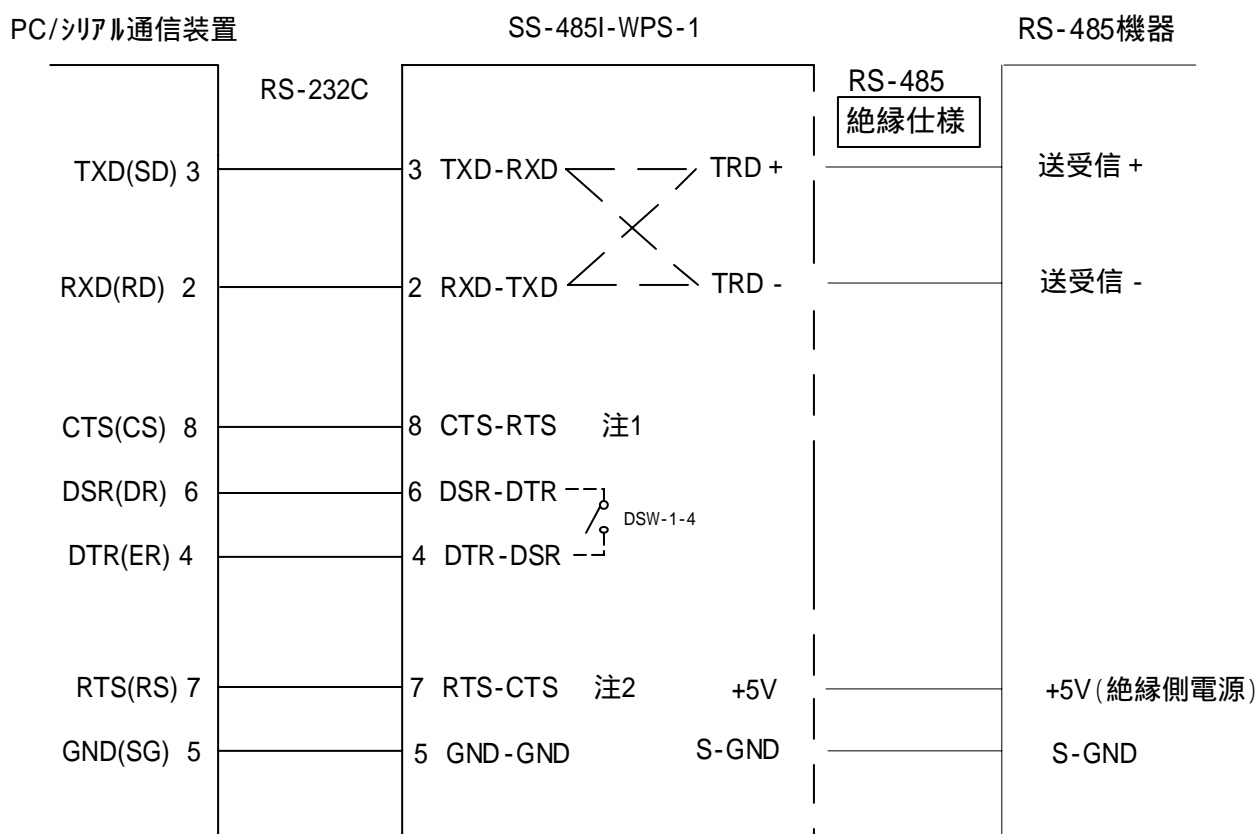 PC/ｼﾘｱﾙ通信装置 SS-485I-WPS-1 RS-485機器
RS-232C RS-485
絶縁仕様
TXD(SD) 3 3 TXD-RXD TRD + 送受信 +
RXD(RD) 2 2 RXD-TXD TRD - 送受信 -
CTS(CS) 8 8 CTS-RTS 注1
DSR(DR) 6 6 DSR-DTR
DSW-1-4
DTR(ER) 4 4 DTR-DSR
RTS(RS) 7 7 RTS-CTS 注2 +5V +5V(絶縁側電源)
GND(SG) 5 5 GND-GND S-GND S-GND